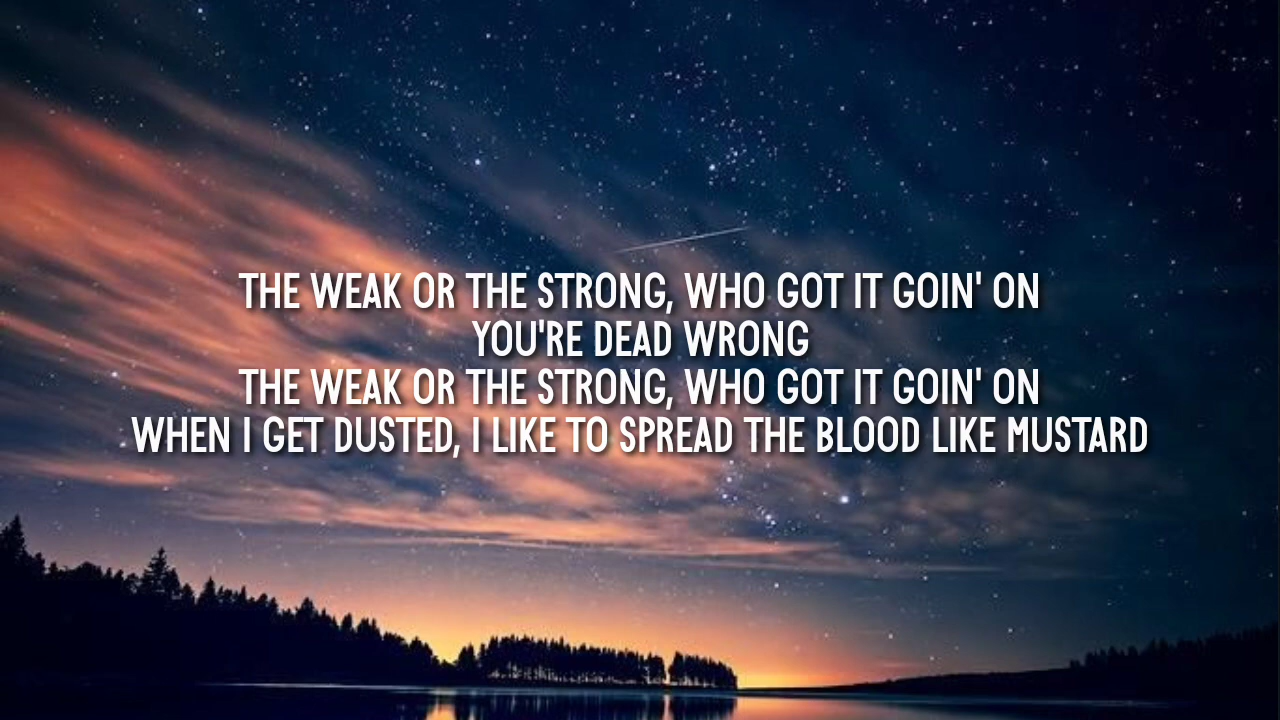 THE WEAK OR THE STRONG, WHO GOT IT GOIN' ON
YOU'RE DEAD WRONG
THE WEAK OR THE STRONG, WHO GOT IT GOIN' ON
WHEN I GET DUSTED, I LIKE TO SPREAD THE BLOOD LIKE MUSTARD